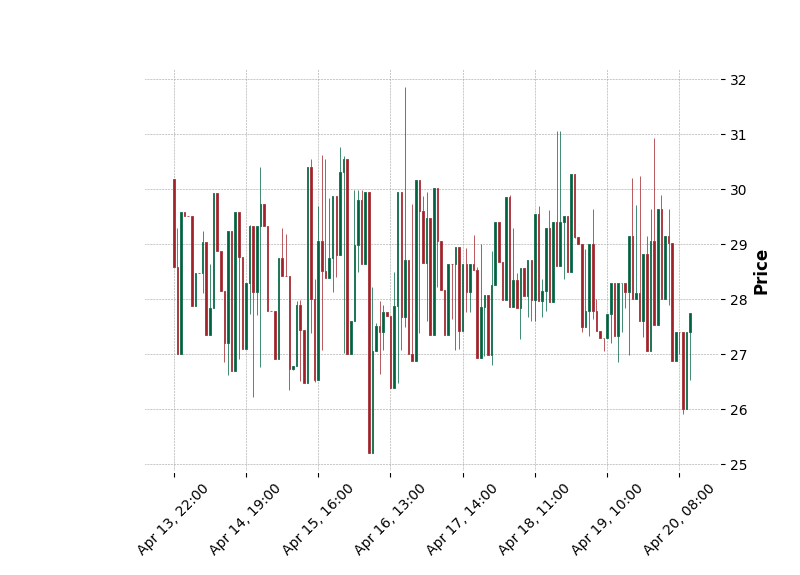 32
31
30
29
28
27
26
25
Price
Apr 13, 22:00
Apr 14, 19:00
Apr 15, 16:00
Apr 16, 13:00
Apr 17, 14:00
Apr 18, 11:00
Apr 19, 10:00
Apr 20, 08:00